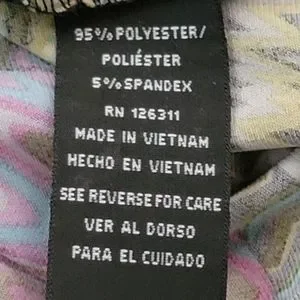 95% POLYESTER/
POLIÉSTER
5% SPANDEX
RN 126311
MADE IN VIETNAM
HECHO EN VIETNAM
SEE REVERSE FOR CARE
VER AL DORSO
PARA EL CUIDADO